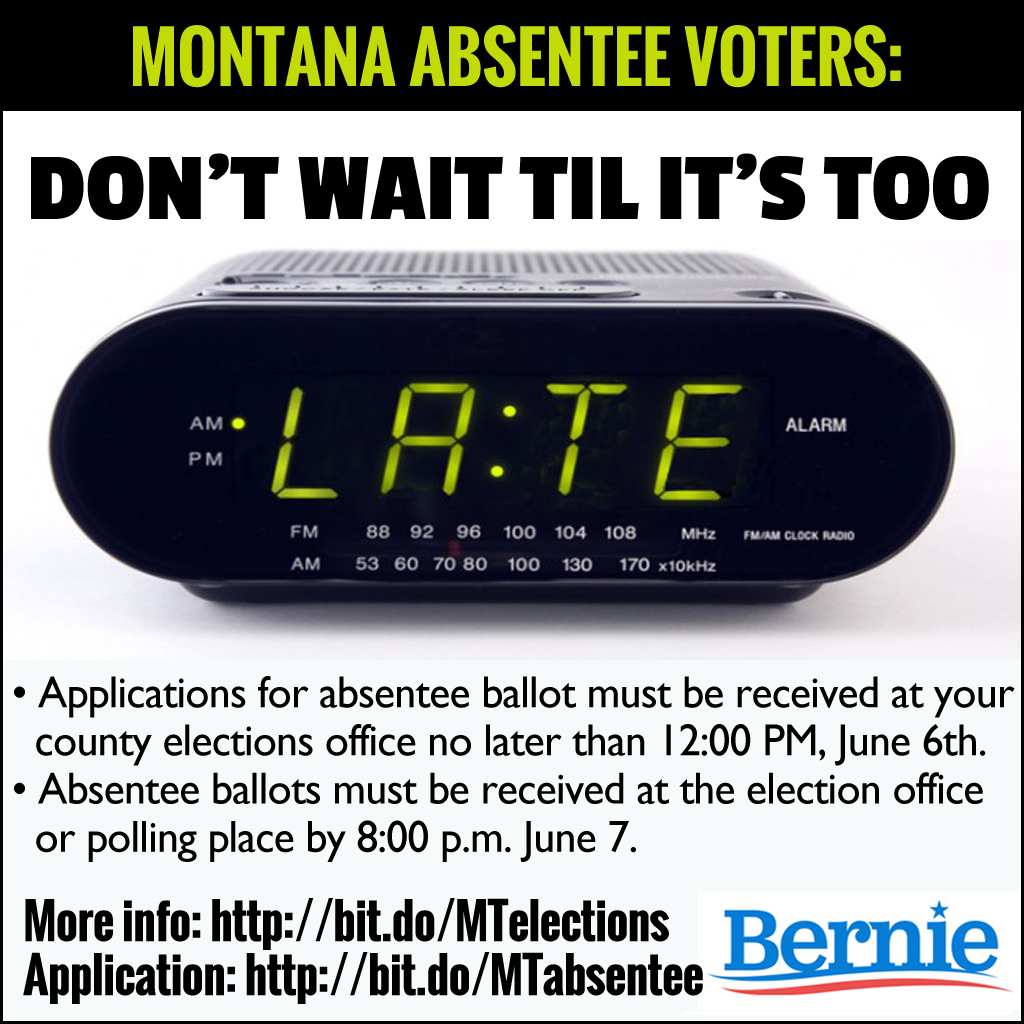 MONTANA ABSENTEE VOTERS:
DON'T WAIT TIL IT'S TOO
AM
PM
LA:TE
ALARM
FM 88 92 96 100 104 108 MHz
FM/AM CLOCK RADIO
AM 53 60 70 80 100 130 170 x10kHz
• Applications for absentee ballot must be received at your
county elections office no later than 12:00 PM, June 6th.
• Absentee ballots must be received at the election office
or polling place by 8:00 p.m. June 7.
More info: http://bit.do/MTelections
Application: http://bit.do/MTabsentee
Bernie